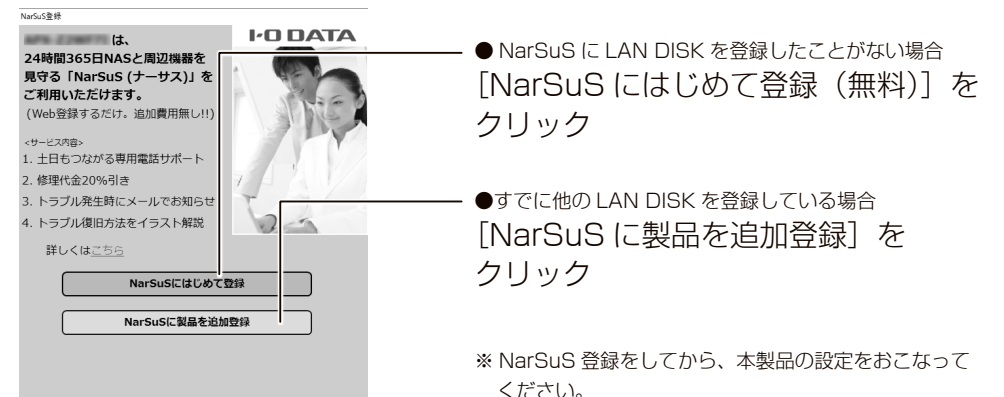 NarSuS登録
は、
24時間365日NASと周辺機器を
見守る「NarSuS (ナーサス)」を
ご利用いただけます。
(Web登録するだけ。追加費用無し!!)
<サービス内容>
1. 土日もつながる専用電話サポート
2. 修理代金20%引き
3. トラブル発生時にメールでお知らせ
4. トラブル復旧方法をイラスト解説
詳しくはこちら
I-O DATA
NarSuSにはじめて登録
NarSuSに製品を追加登録
● NarSuS に LAN DISK を登録したことがない場合
［NarSuS にはじめて登録（無料)］を
クリック
●すでに他の LAN DISK を登録している場合
［NarSuS に製品を追加登録］を
クリック
※ NarSuS 登録をしてから、本製品の設定をおこなって
ください。